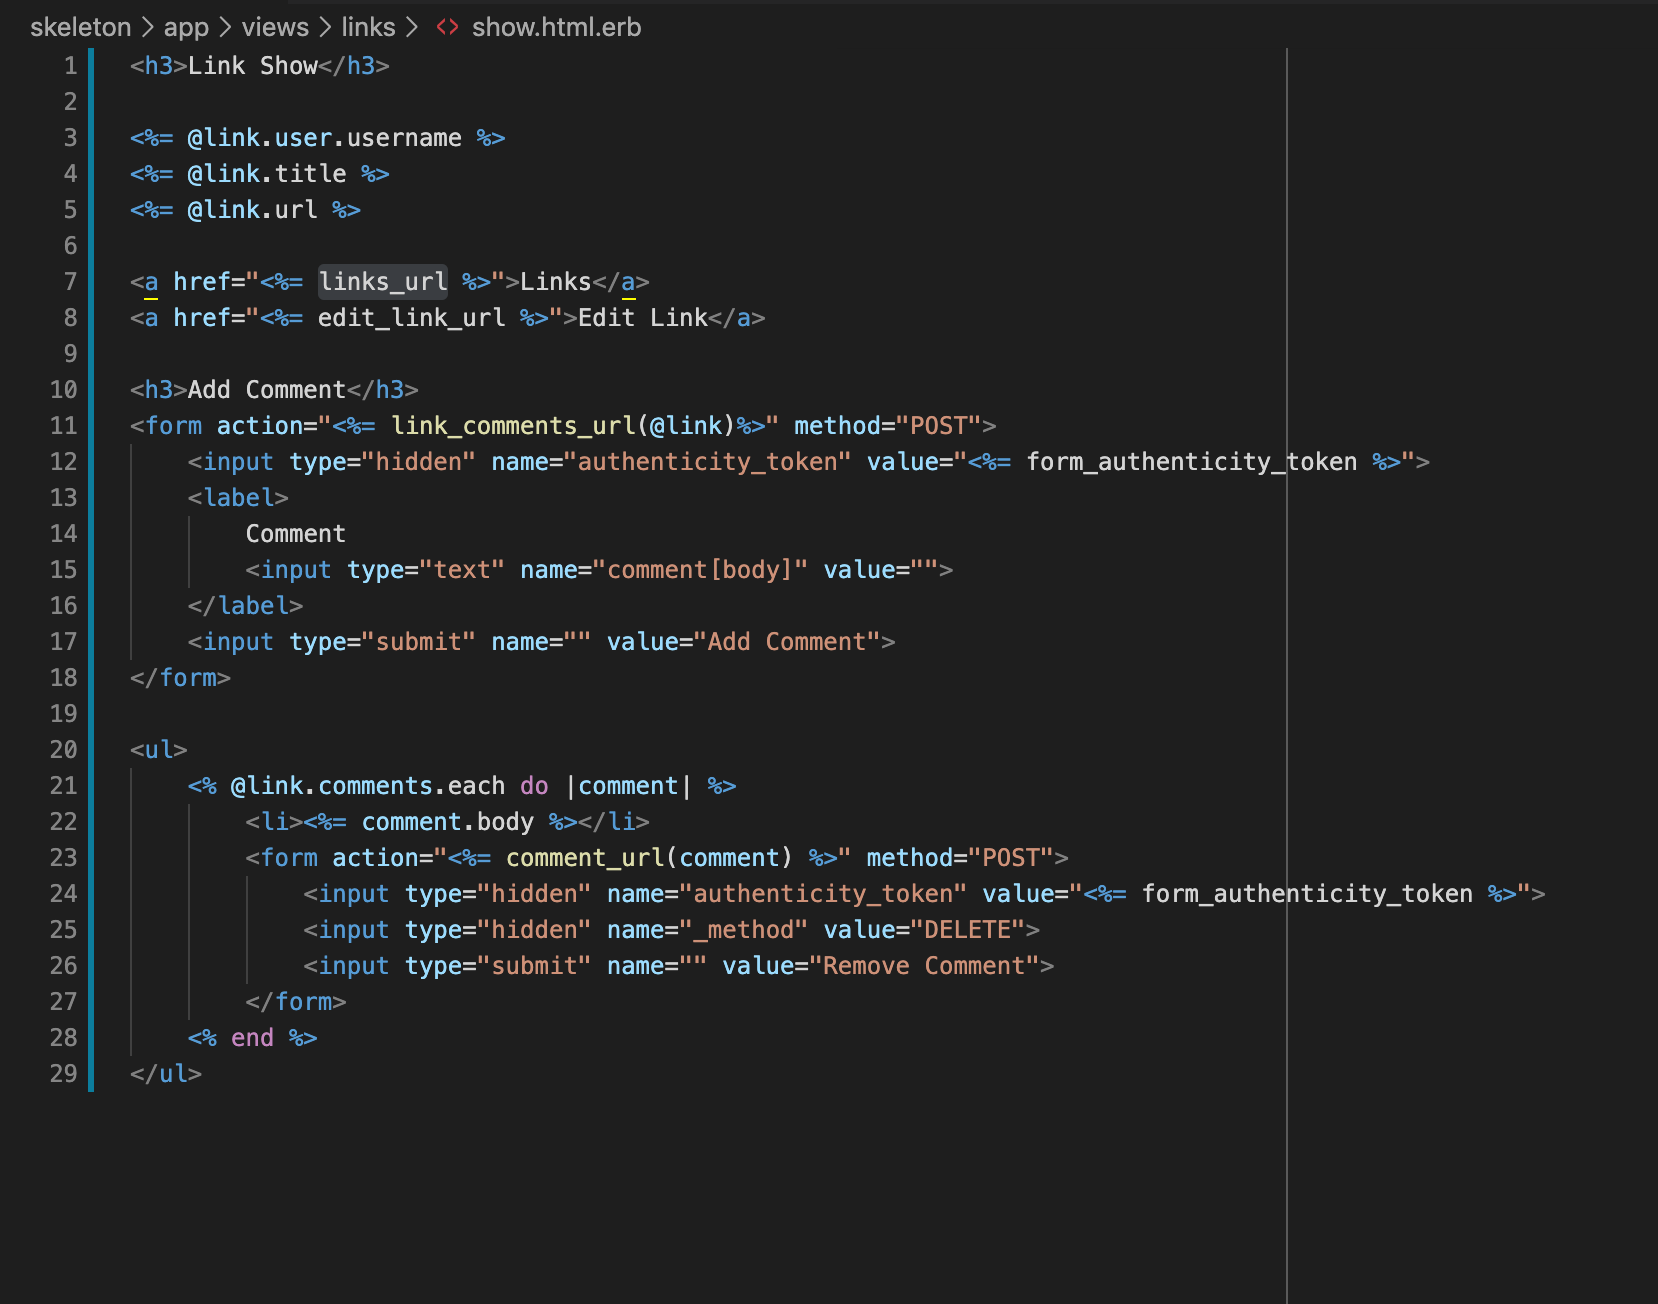 skeleton > app > views > links > <> show.html.erb
1 <h3>Link Show</h3>
2
3 <%= @link.user.username %>
4 <%= @link.title %>
5 <%= @link.url %>
6
7 <a href="<%= links_url %>">Links</a>
8 <a href="<%= edit_link_url %>">Edit Link</a>
9
10 <h3>Add Comment</h3>
11 <form action="<%= link_comments_url(@link)%>" method="POST">
12     <input type="hidden" name="authenticity_token" value="<%= form_authenticity_token %>">
13     <label>
14         Comment
15         <input type="text" name="comment[body]" value="">
16     </label>
17     <input type="submit" name="" value="Add Comment">
18 </form>
19
20 <ul>
21     <% @link.comments.each do |comment| %>
22         <li><%= comment.body %></li>
23         <form action="<%= comment_url(comment) %>" method="POST">
24             <input type="hidden" name="authenticity_token" value="<%= form_authenticity_token %>">
25             <input type="hidden" name="_method" value="DELETE">
26             <input type="submit" name="" value="Remove Comment">
27         </form>
28     <% end %>
29 </ul>